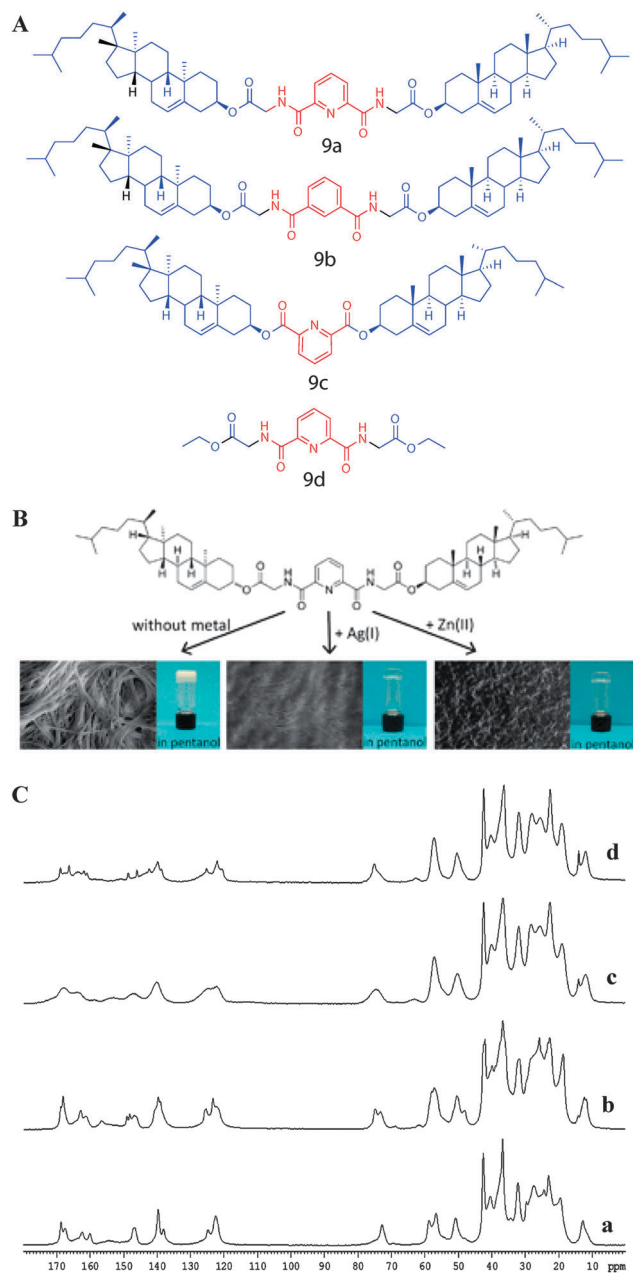 A
H
O H H O
N N
H H H H
O N O
O O
9a
H
O H H O
N N
H H H H
O O
O O
9b
H
H H O O H H
N
O O
9c
O H H O
N N
O N O
O O
9d
B
H H
H H H H
O H H O
N N
O N O
O O
without metal
+ Ag(I)
+ Zn(II)
in pentanol in pentanol in pentanol
C
d
c
b
a
170 160 150 140 130 120 110 100 90 80 70 60 50 40 30 20 10 ppm